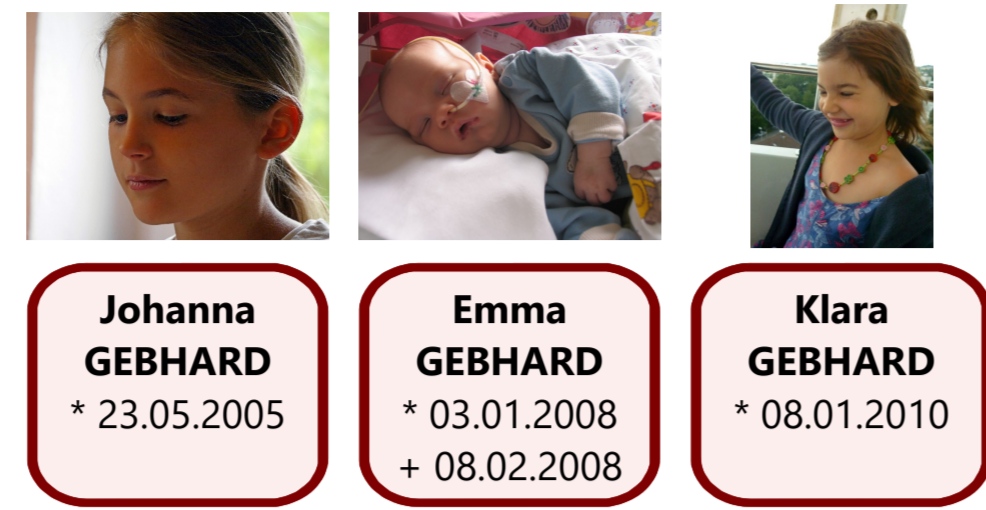 Johanna
GEBHARD
* 23.05.2005
Emma
GEBHARD
* 03.01.2008
+ 08.02.2008
Klara
GEBHARD
* 08.01.2010